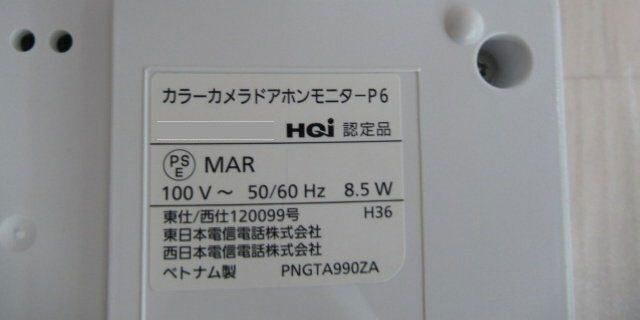 カラーカメラドアホンモニターP6
HQi 認定品
PSE MAR
100 V～ 50/60 Hz 8.5 W
東仕/西仕120099号 H36
東日本電信電話株式会社
西日本電信電話株式会社
ベトナム製 PNGTA990ZA